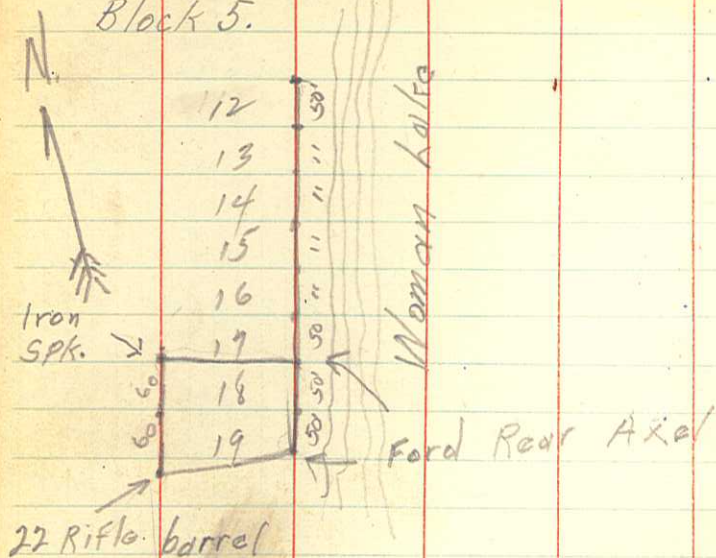 Block 5.
N.
12 50'
13 "
14 "
15 "
16 "
17 50
18 50' 60
19 50' 60
Woman Lake
Iron
Spk.
Ford Rear Axel
22 Rifle barrel